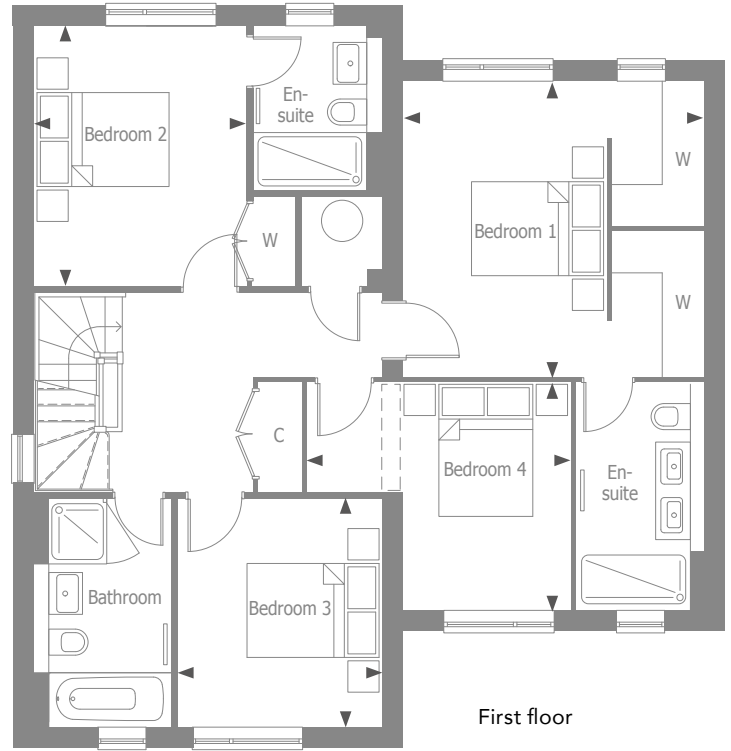 En-
suite
Bedroom 2
W
W
Bedroom 1
W
C
Bedroom 4
En-
suite
Bathroom
Bedroom 3
First floor